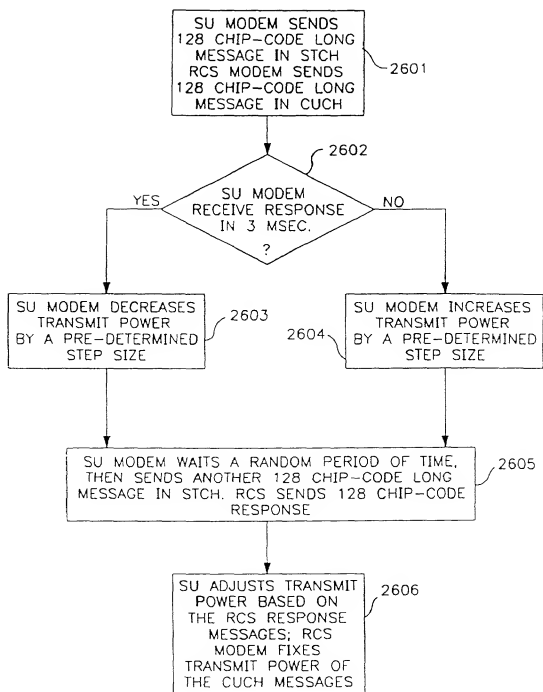 SU MODEM SENDS
128 CHIP-CODE LONG
MESSAGE IN STCH
RCS MODEM SENDS
128 CHIP-CODE LONG
MESSAGE IN CUCH
2601
2602
YES
NO
SU MODEM
RECEIVE RESPONSE
IN 3 MSEC.
?
SU MODEM DECREASES
TRANSMIT POWER
BY A PRE-DETERMINED
STEP SIZE
2603
SU MODEM INCREASES
TRANSMIT POWER
BY A PRE-DETERMINED
STEP SIZE
2604
SU MODEM WAITS A RANDOM PERIOD OF TIME,
THEN SENDS ANOTHER 128 CHIP-CODE LONG
MESSAGE IN STCH. RCS SENDS 128 CHIP-CODE
RESPONSE
2605
SU ADJUSTS TRANSMIT
POWER BASED ON
THE RCS RESPONSE
MESSAGES; RCS
MODEM FIXES
TRANSMIT POWER OF
THE CUCH MESSAGES
2606